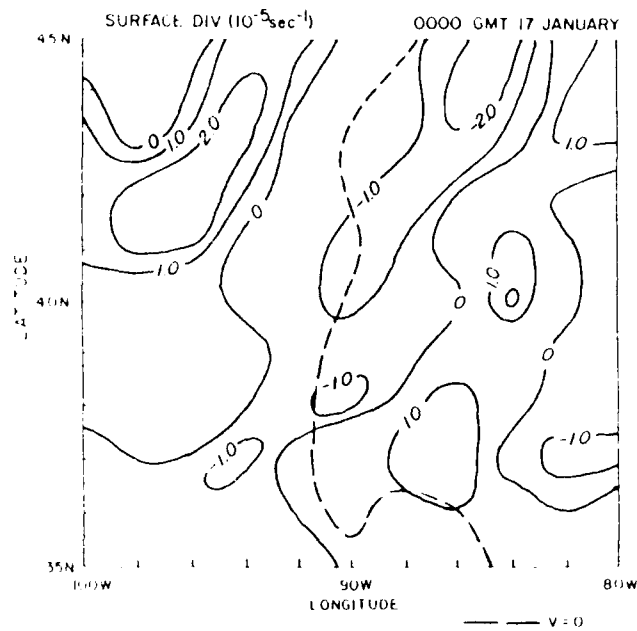 SURFACE DIV (10⁻⁵sec⁻¹) 0000 GMT 17 JANUARY
45N
0
1.0
2.0
-2.0
1.0
-1.0
0
1.0
1.0
40N
0
0
-1.0
1.0
-1.0
-1.0
35N
100W 90W 80W
LATITUDE
LONGITUDE
V=0